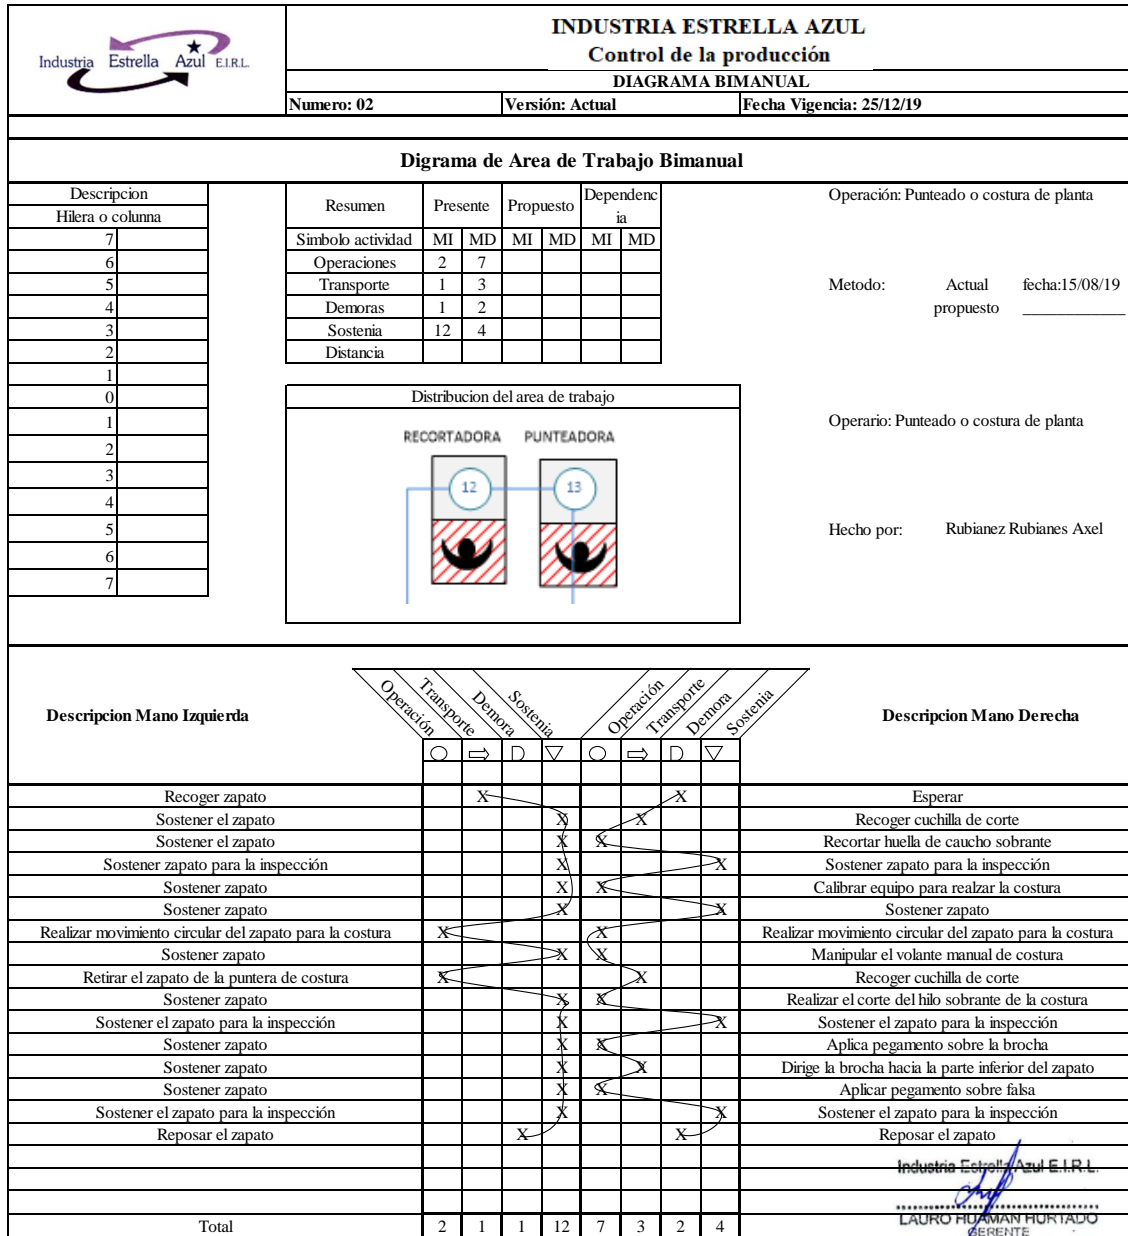 Industria Estrella Azul E.I.R.L.
INDUSTRIA ESTRELLA AZUL
Control de la producción
DIAGRAMA BIMANUAL
Numero: 02 Versión: Actual Fecha Vigencia: 25/12/19
Digrama de Area de Trabajo Bimanual
Descripcion
Hilera o columna
7
6
5
4
3
2
1
0
1
2
3
4
5
6
7
Resumen Presente Propuesto Dependencia
Simbolo actividad MI MD MI MD MI MD
Operaciones 2 7
Transporte 1 3
Demoras 1 2
Sostenia 12 4
Distancia
Distribucion del area de trabajo
RECORTADORA PUNTEADORA
12 13
Operación: Punteado o costura de planta
Metodo: Actual fecha:15/08/19
propuesto ____________
Operario: Punteado o costura de planta
Hecho por: Rubianez Rubianes Axel
Descripcion Mano Izquierda Operación Transporte Demora Sostenia Operación Transporte Demora Sostenia Descripcion Mano Derecha
D D
Recoger zapato X X Esperar
Sostener el zapato X X Recoger cuchilla de corte
Sostener el zapato X X Recortar huella de caucho sobrante
Sostener zapato para la inspección X X Sostener zapato para la inspección
Sostener zapato X X Calibrar equipo para realzar la costura
Sostener zapato X X Sostener zapato
Realizar movimiento circular del zapato para la costura X X Realizar movimiento circular del zapato para la costura
Sostener zapato X X Manipular el volante manual de costura
Retirar el zapato de la puntera de costura X X Recoger cuchilla de corte
Sostener zapato X X Realizar el corte del hilo sobrante de la costura
Sostener el zapato para la inspección X X Sostener el zapato para la inspección
Sostener zapato X X Aplica pegamento sobre la brocha
Sostener zapato X X Dirige la brocha hacia la parte inferior del zapato
Sostener zapato X X Aplicar pegamento sobre falsa
Sostener el zapato para la inspección X X Sostener el zapato para la inspección
Reposar el zapato X X Reposar el zapato
Industria Estrella Azul E.I.R.L.
LAURO HUAMAN HURTADO
GERENTE
Total 2 1 1 12 7 3 2 4